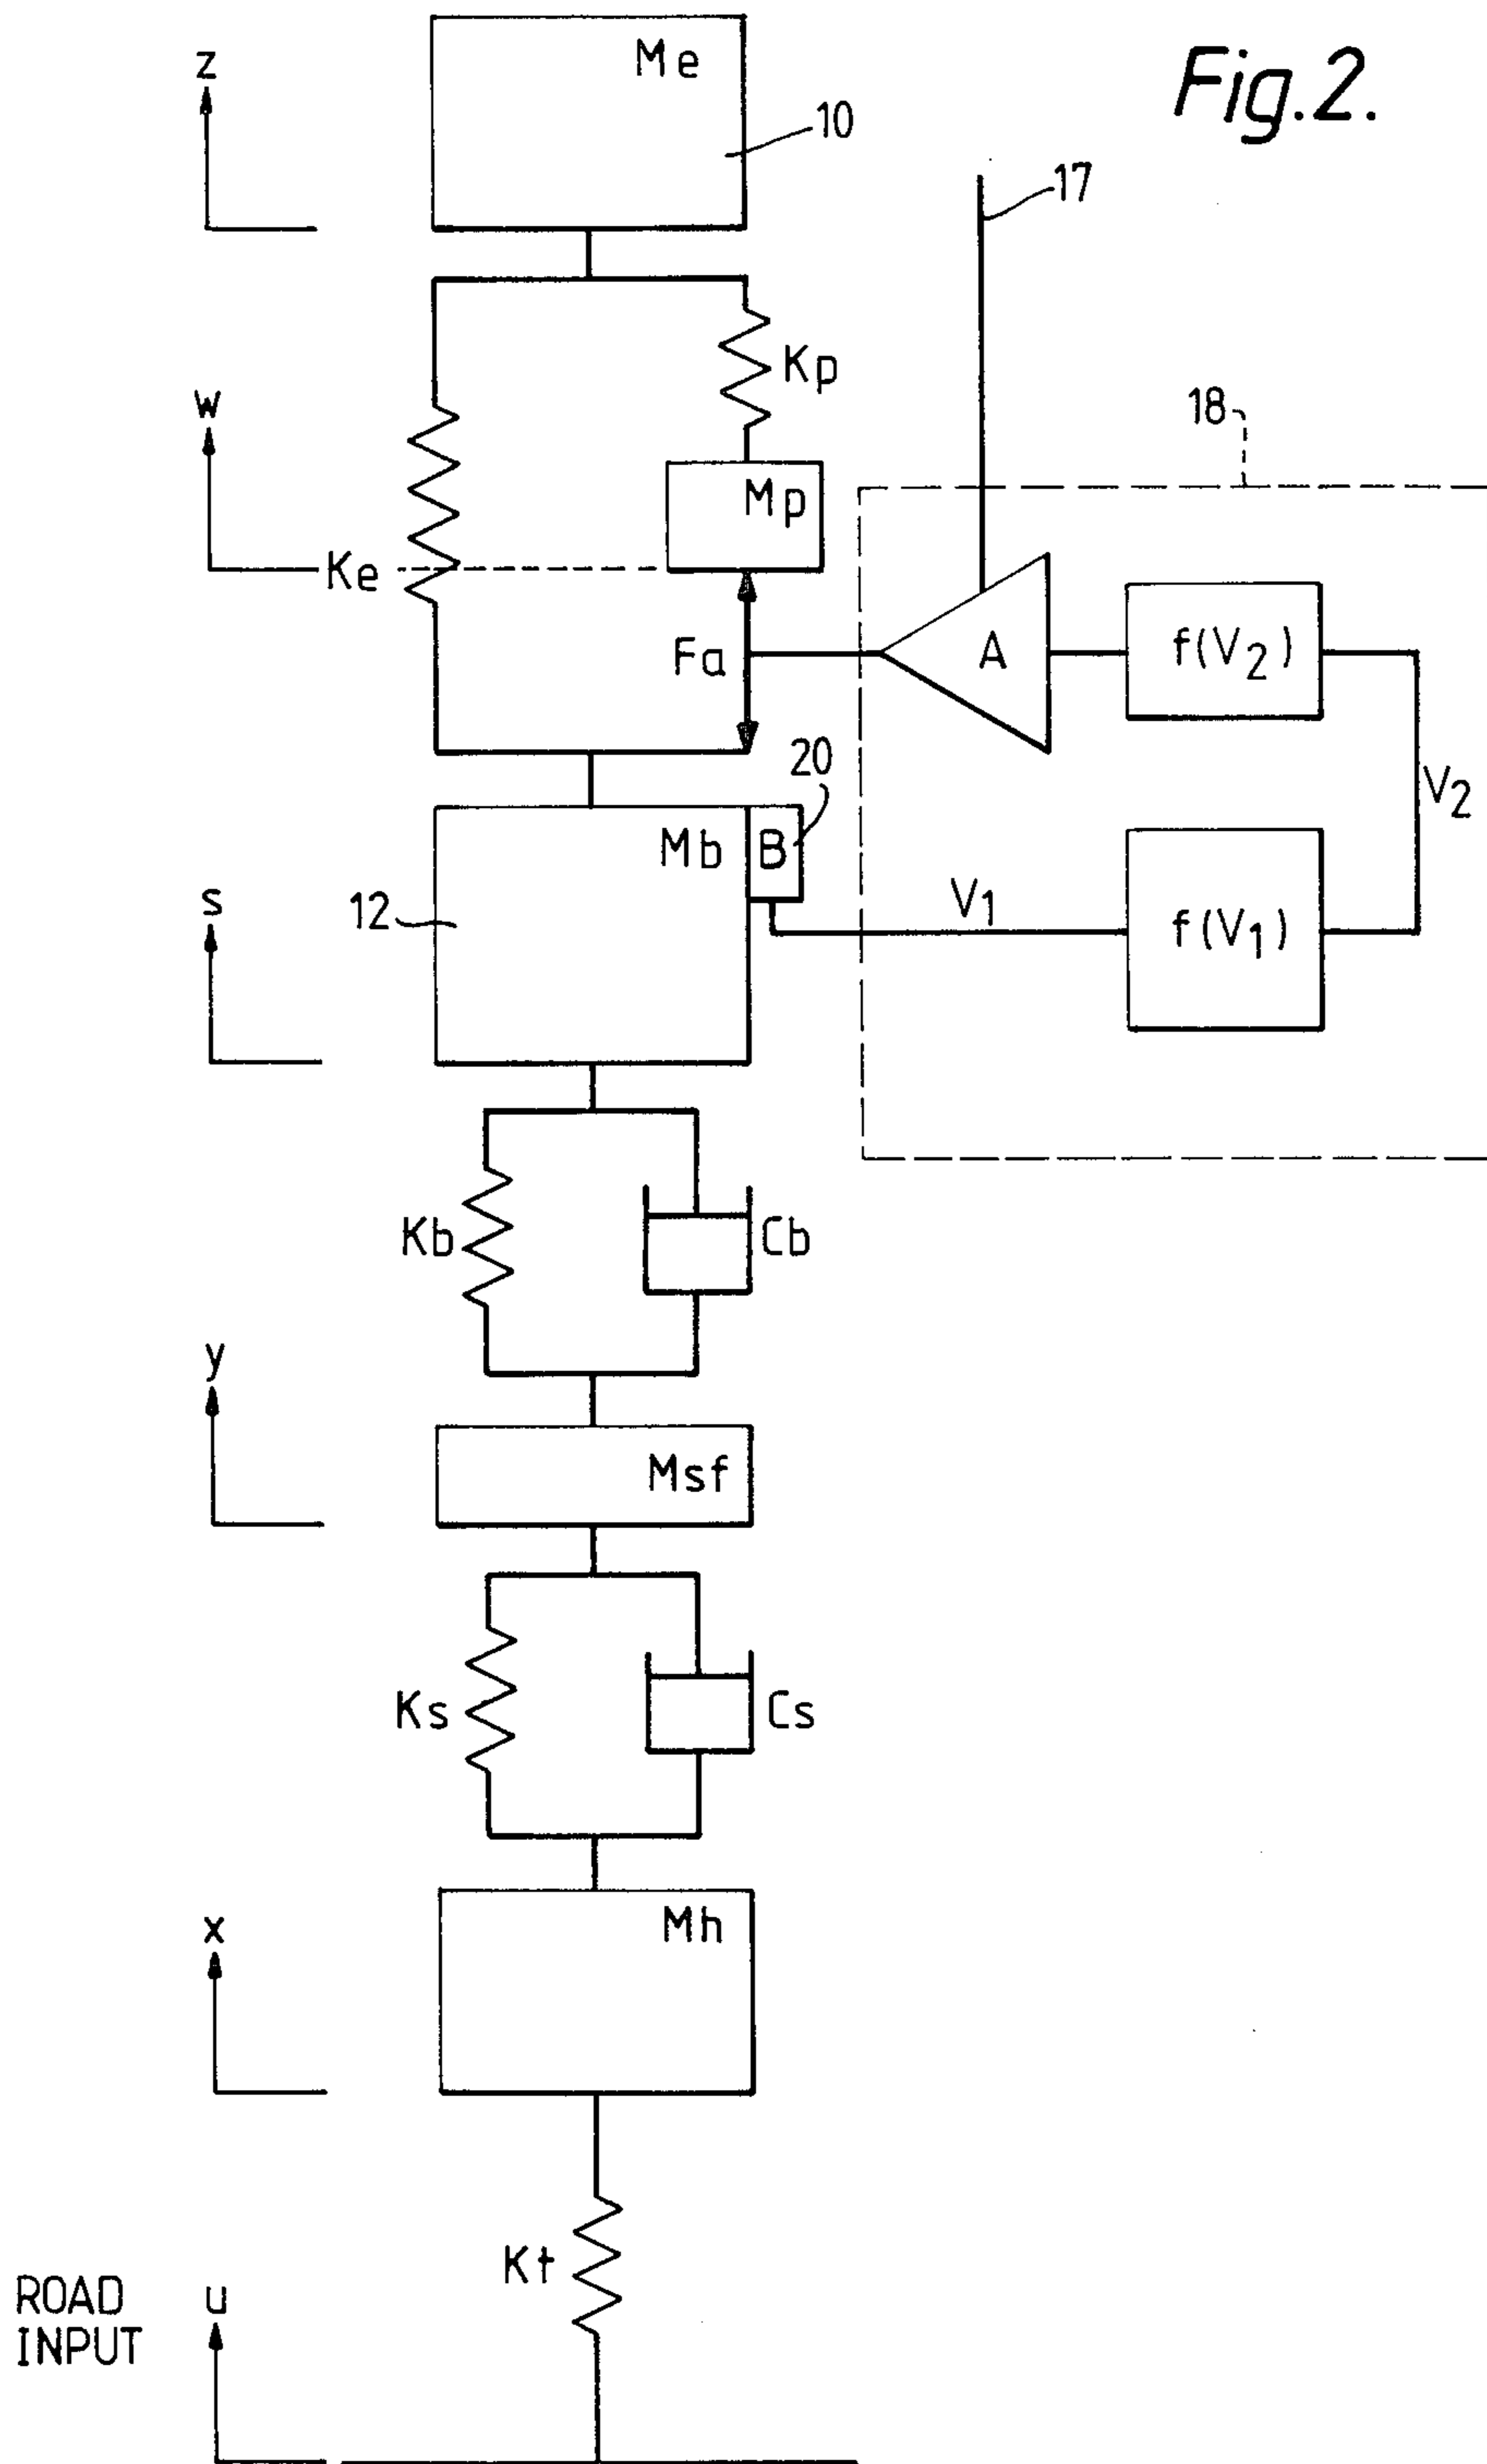 Fig.2.
z
Me
10
17
Kp
w
18
Mp
Ke
Fa
A
f(V2)
20
V2
Mb
B
s
12
V1
f(V1)
Kb
Cb
y
Msf
Ks
Cs
x
Mh
Kt
ROAD
INPUT
u